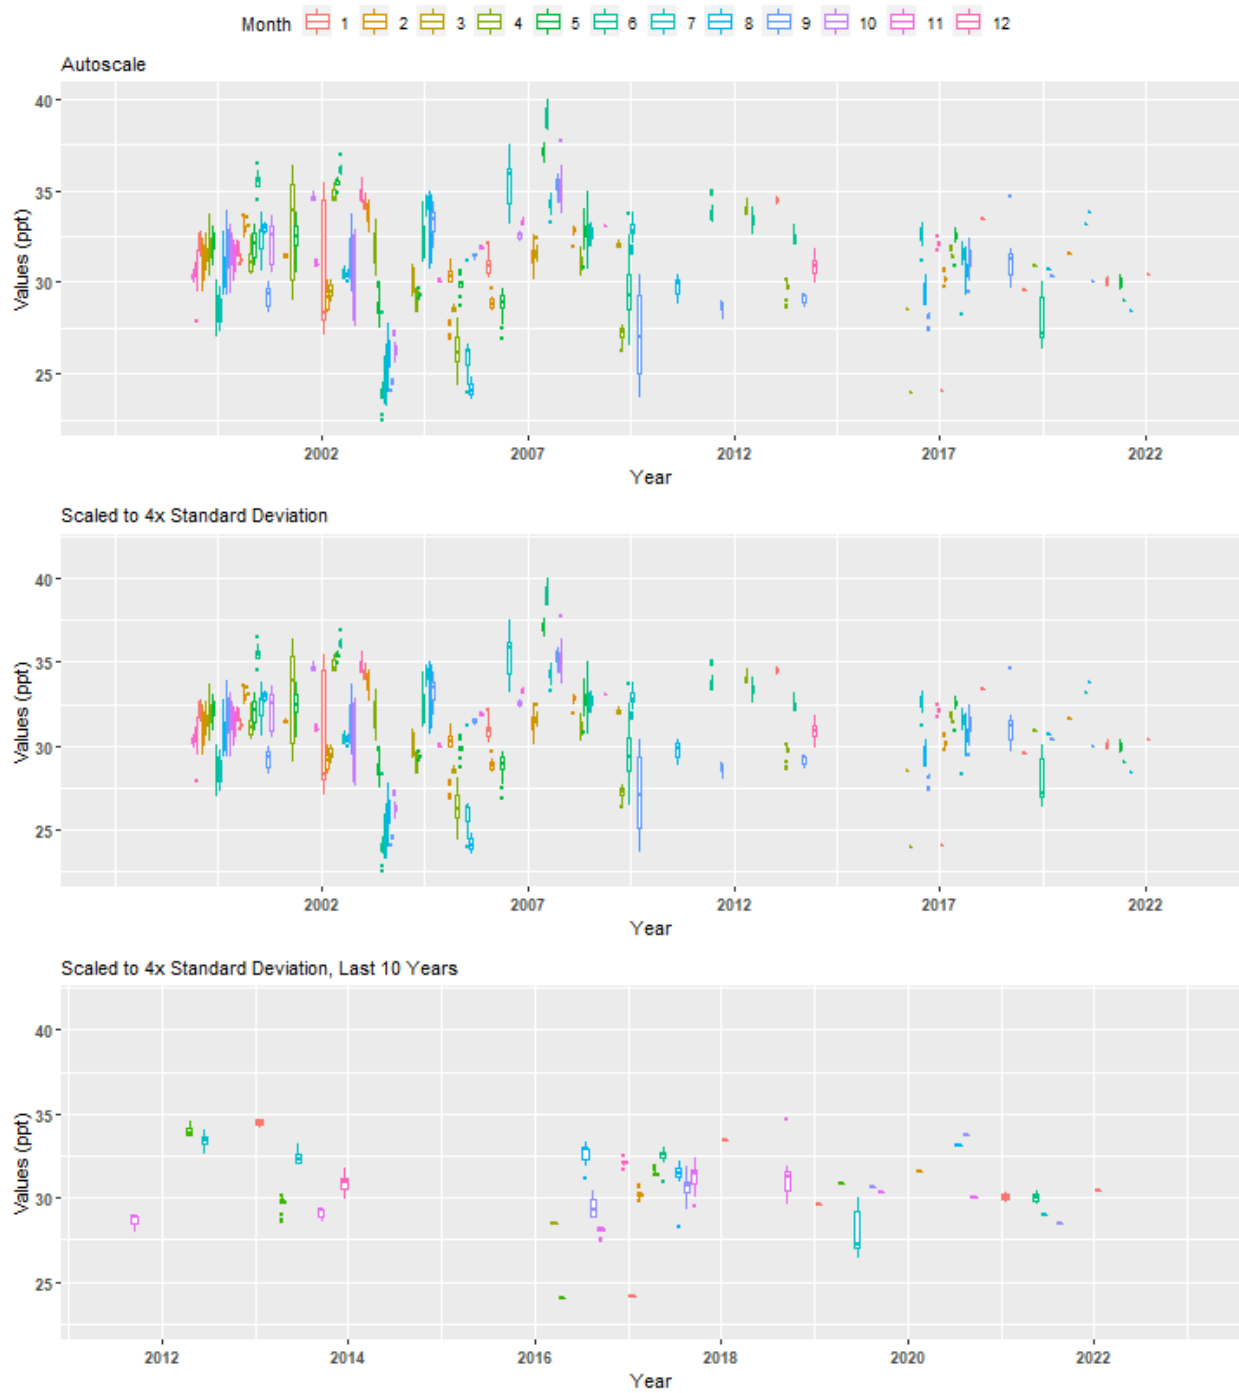 Month 1 2 3 4 5 6 7 8 9 10 11 12
Autoscale
40
35
30
25
Values (ppt)
2002 2007 2012 2017 2022
Year
Scaled to 4x Standard Deviation
40
35
30
25
Values (ppt)
2002 2007 2012 2017 2022
Year
Scaled to 4x Standard Deviation, Last 10 Years
40
35
30
25
Values (ppt)
2012 2014 2016 2018 2020 2022
Year